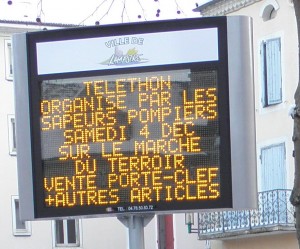 VILLE DE
TELETHON
ORGANISE PAR LES
SAPEURS POMPIERS
SAMEDI 4 DEC
SUR LE MARCHE
DU TERROIR
VENTE PORTE-CLEF
+AUTRES ARTICLES